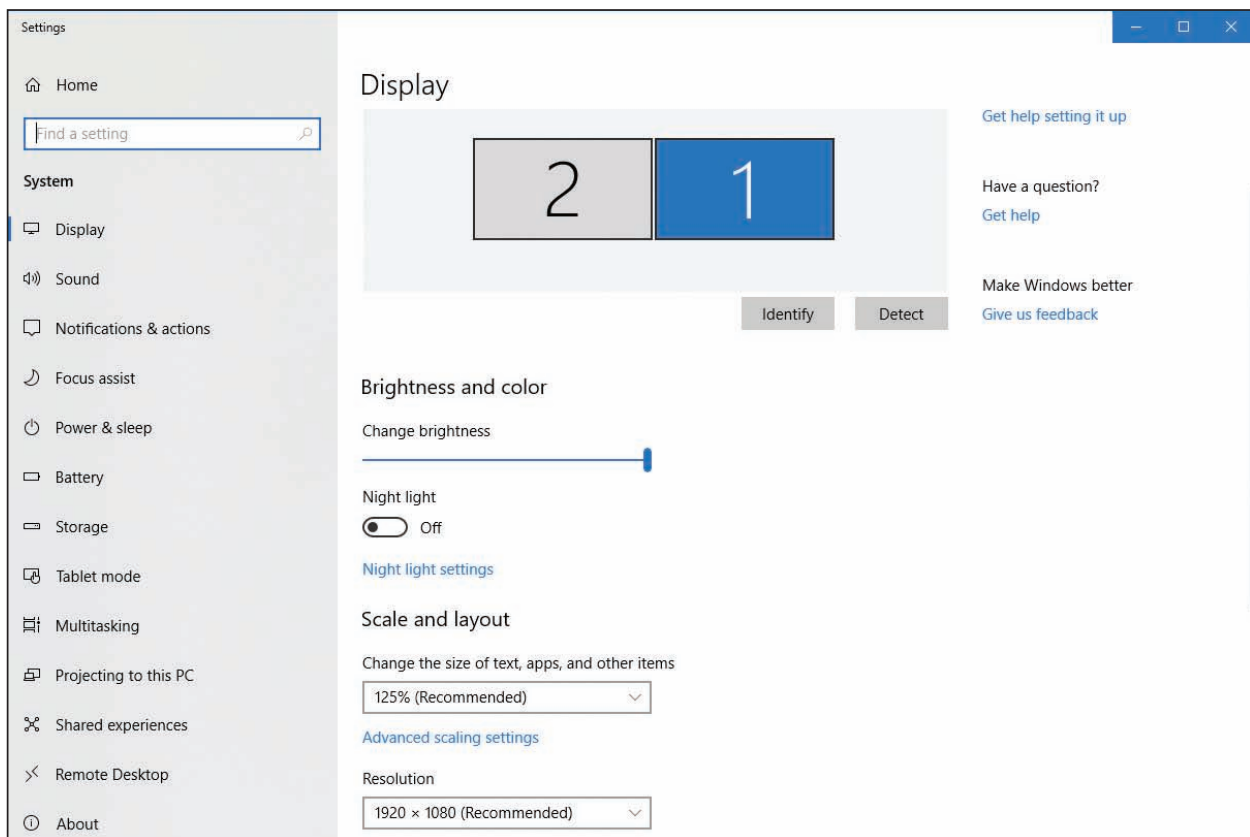 Settings
Home
Find a setting
System
Display
Sound
Notifications & actions
Focus assist
Power & sleep
Battery
Storage
Tablet mode
Multitasking
Projecting to this PC
Shared experiences
Remote Desktop
About
Display
2
1
Identify
Detect
Brightness and color
Change brightness
Night light
Off
Night light settings
Scale and layout
Change the size of text, apps, and other items
125% (Recommended)
Advanced scaling settings
Resolution
1920 × 1080 (Recommended)
Get help setting it up
Have a question?
Get help
Make Windows better
Give us feedback